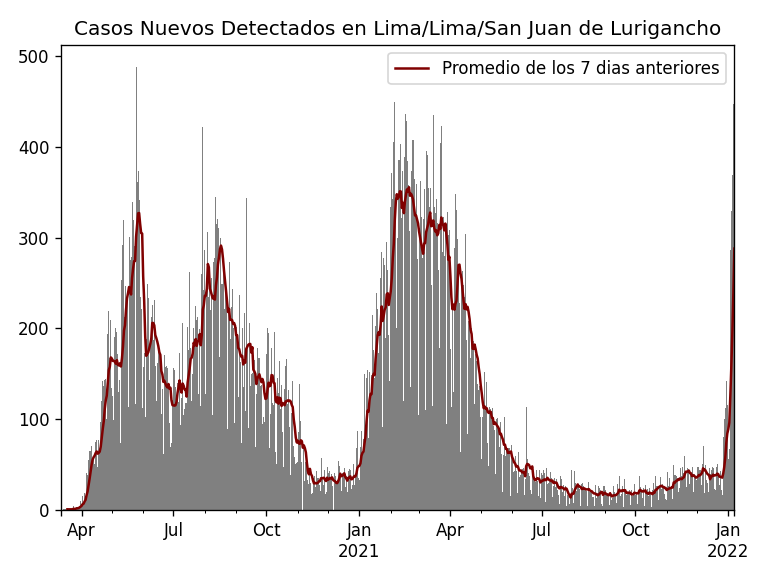 Casos Nuevos Detectados en Lima/Lima/San Juan de Lurigancho
Promedio de los 7 dias anteriores
500
400
300
200
100
0
Apr Jul Oct Jan Apr Jul Oct Jan
2021 2022